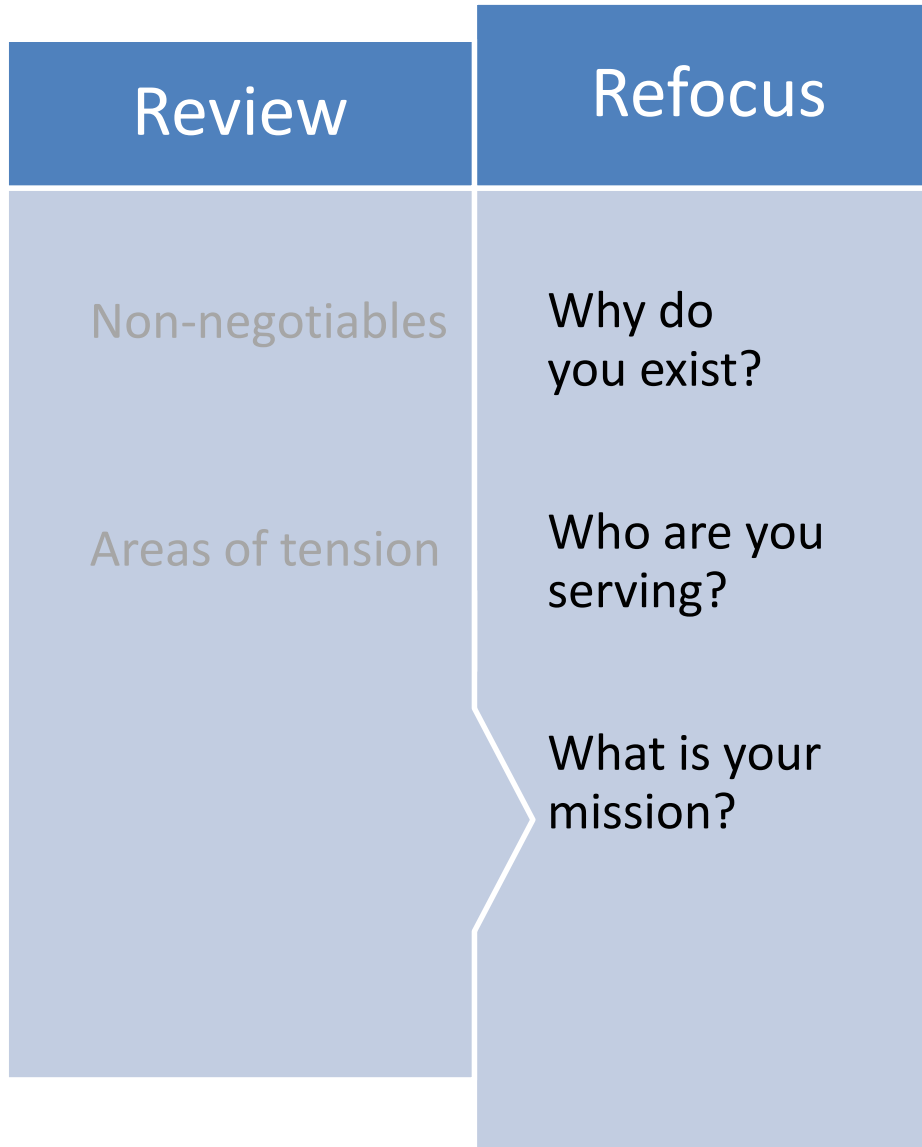 Review
Non-negotiables
Areas of tension
Refocus
Why do
you exist?
Who are you
serving?
What is your
mission?